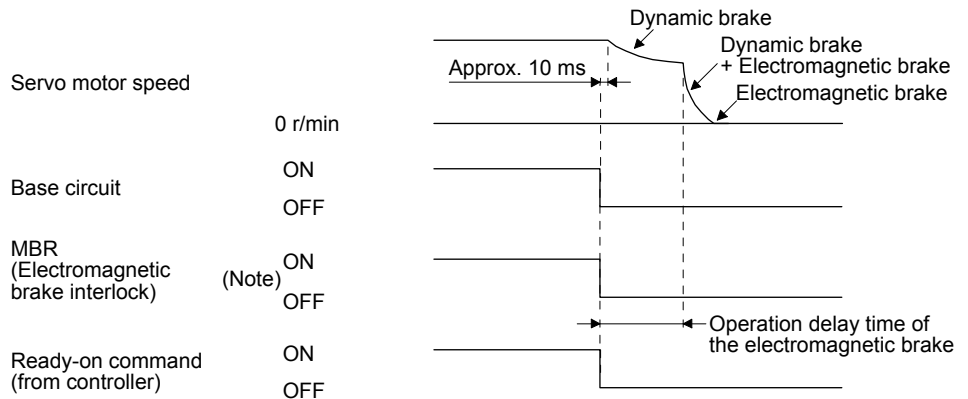 Dynamic brake
Dynamic brake
+ Electromagnetic brake
Electromagnetic brake
Approx. 10 ms
Servo motor speed
0 r/min
Base circuit
ON
OFF
MBR
(Electromagnetic
brake interlock)
(Note)
ON
OFF
Operation delay time of
the electromagnetic brake
Ready-on command
(from controller)
ON
OFF